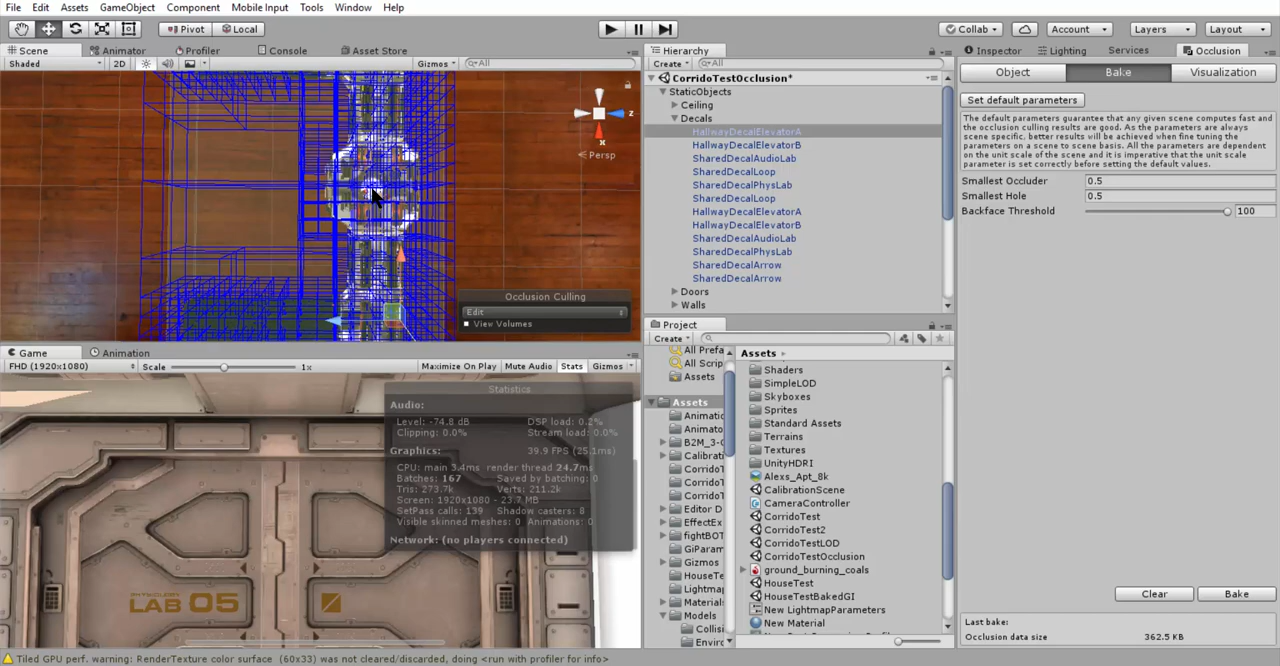 File Edit Assets GameObject Component Mobile Input Tools Window Help
Pivot Local Collab Account Layers Layout
Scene Animator Profiler Console Asset Store
Shaded 2D Gizmos All
z
x
Persp
Occlusion Culling
Edit
View Volumes
Game Animation
FHD (1920x1080) Scale 1x Maximize On Play Mute Audio Stats Gizmos
Statistics
Audio:
Level: -74.8 dB DSP load: 0.2%
Clipping: 0.0% Stream load: 0.0%
Graphics: 39.9 FPS (25.1ms)
CPU: main 3.4ms render thread 24.7ms
Batches: 167 Saved by batching: 0
Tris: 273.7k Verts: 211.2k
Screen: 1920x1080 - 23.7 MB
SetPass calls: 139 Shadow casters: 8
Visible skinned meshes: 0 Animations: 0
Network: (no players connected)
LAB 05
Hierarchy
Create All
CorridoTestOcclusion*
StaticObjects
Ceiling
Decals
HallwayDecalElevatorA
HallwayDecalElevatorB
SharedDecalAudioLab
SharedDecalLoop
SharedDecalPhysLab
SharedDecalLoop
HallwayDecalElevatorA
HallwayDecalElevatorB
SharedDecalAudioLab
SharedDecalPhysLab
SharedDecalArrow
SharedDecalArrow
Doors
Walls
Project
Create
All Prefa
All Scrip
Assets
Assets
Animatio
Animato
B2M_3-
Calibrati
Corrido
Corrido
Corrido
Editor D
EffectEx
fightBOT
GiParam
Gizmos
HouseTe
Lightma
Materia
Models
Collisi
Enviro
Assets
Shaders
SimpleLOD
Skyboxes
Sprites
Standard Assets
Terrains
Textures
UnityHDRI
Alexs_Apt_8k
CalibrationScene
CameraController
CorridoTest
CorridoTest2
CorridoTestLOD
CorridoTestOcclusion
ground_burning_coals
HouseTest
HouseTestBakedGI
New LightmapParameters
New Material
Inspector Lighting Services Occlusion
Object Bake Visualization
Set default parameters
The default parameters guarantee that any given scene computes fast and
the occlusion culling results are good. As the parameters are always
scene specific, better results will be achieved when fine tuning the
parameters on a scene to scene basis. All the parameters are dependent
on the unit scale of the scene and it is imperative that the unit scale
parameter is set correctly before setting the default values.
Smallest Occluder 0.5
Smallest Hole 0.5
Backface Threshold 100
Clear Bake
Last bake:
Occlusion data size 362.5 KB
Tiled GPU perf. warning: RenderTexture color surface (60x33) was not cleared/discarded, doing <run with profiler for info>